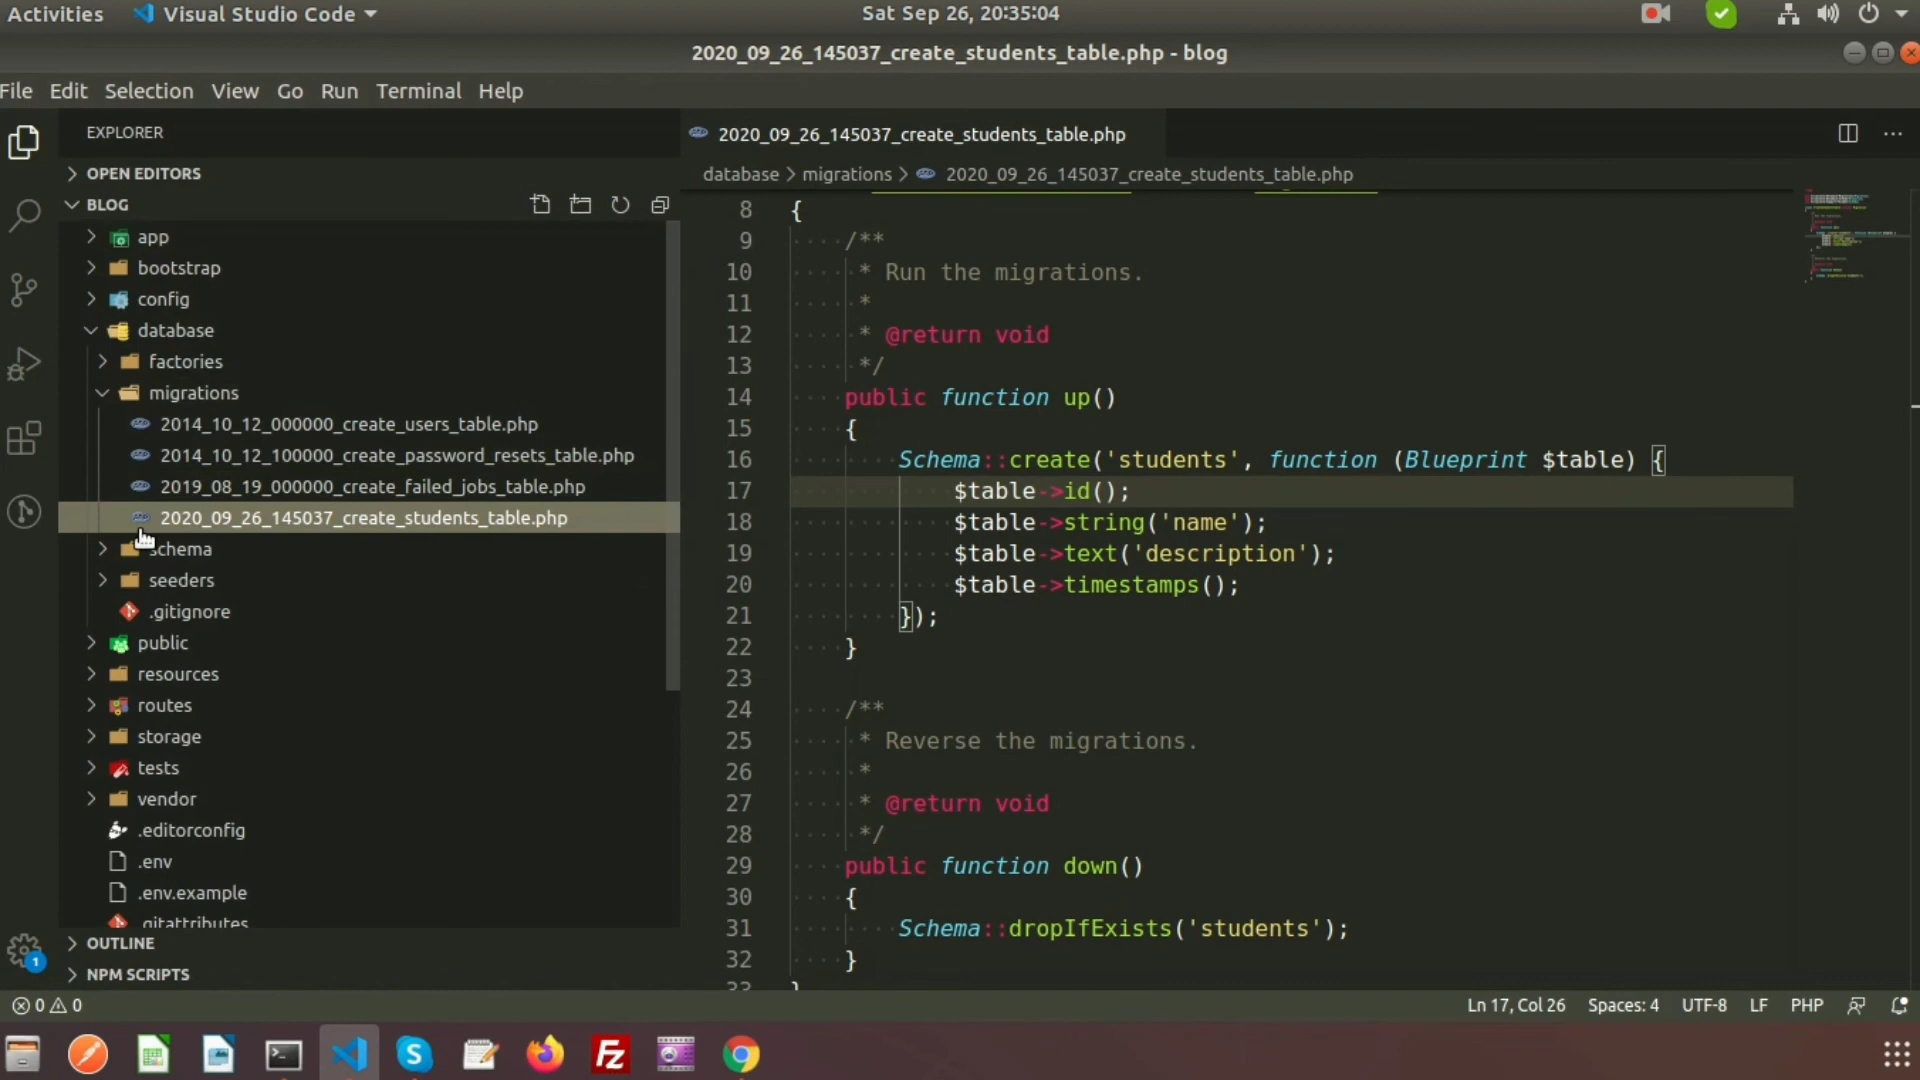 Activities Visual Studio Code Sat Sep 26, 20:35:04
2020_09_26_145037_create_students_table.php - blog
File Edit Selection View Go Run Terminal Help
EXPLORER
OPEN EDITORS
BLOG
app
bootstrap
config
database
factories
migrations
2014_10_12_000000_create_users_table.php
2014_10_12_100000_create_password_resets_table.php
2019_08_19_000000_create_failed_jobs_table.php
2020_09_26_145037_create_students_table.php
schema
seeders
.gitignore
public
resources
routes
storage
tests
vendor
.editorconfig
.env
.env.example
.gitattributes
OUTLINE
NPM SCRIPTS
2020_09_26_145037_create_students_table.php
database > migrations > 2020_09_26_145037_create_students_table.php
8 {
9 /**
10 * Run the migrations.
11 *
12 * @return void
13 */
14 public function up()
15 {
16 Schema::create('students', function (Blueprint $table) {
17 $table->id();
18 $table->string('name');
19 $table->text('description');
20 $table->timestamps();
21 });
22 }
23
24 /**
25 * Reverse the migrations.
26 *
27 * @return void
28 */
29 public function down()
30 {
31 Schema::dropIfExists('students');
32 }
33 }
1
0 0 Ln 17, Col 26 Spaces: 4 UTF-8 LF PHP